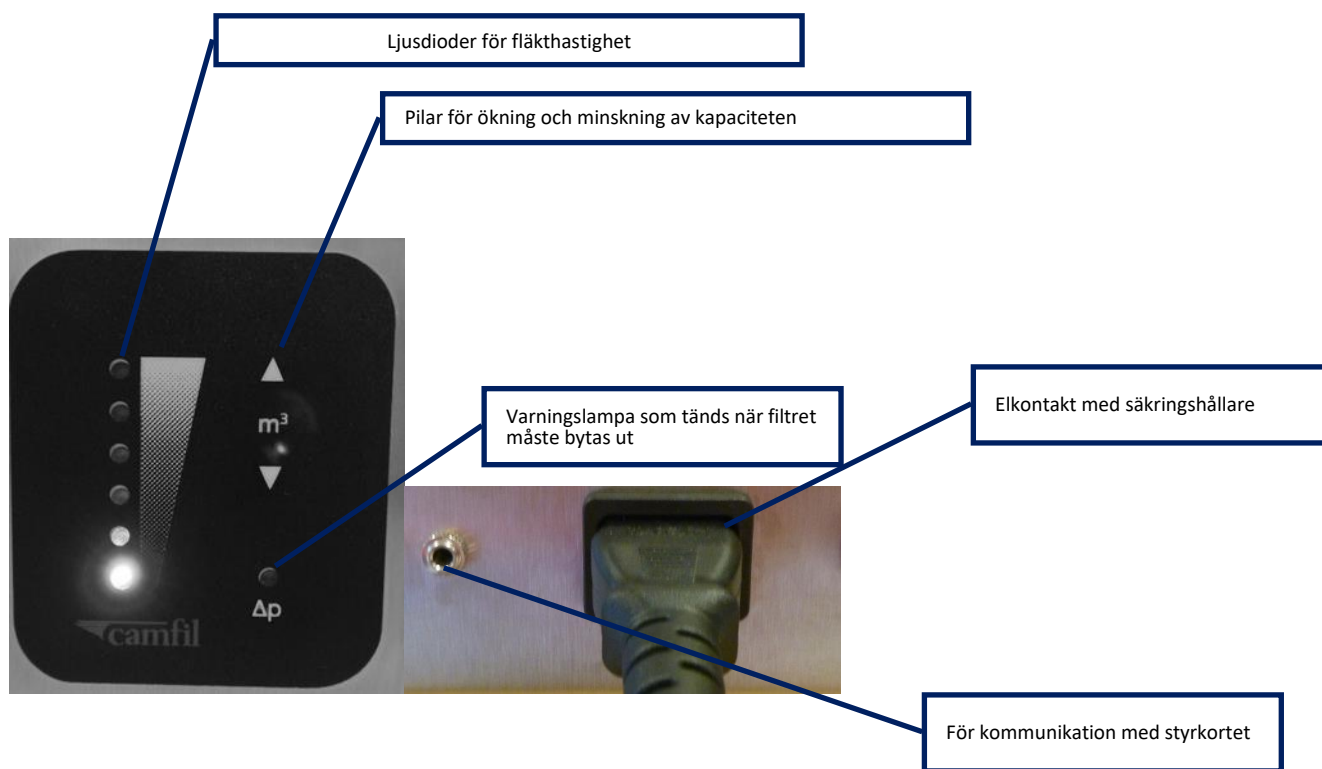 Ljusdioder för fläkthastighet
Pilar för ökning och minskning av kapaciteten
m³
Varningslampa som tänds när filtret
måste bytas ut
Elkontakt med säkringshållare
Δp
camfil
För kommunikation med styrkortet